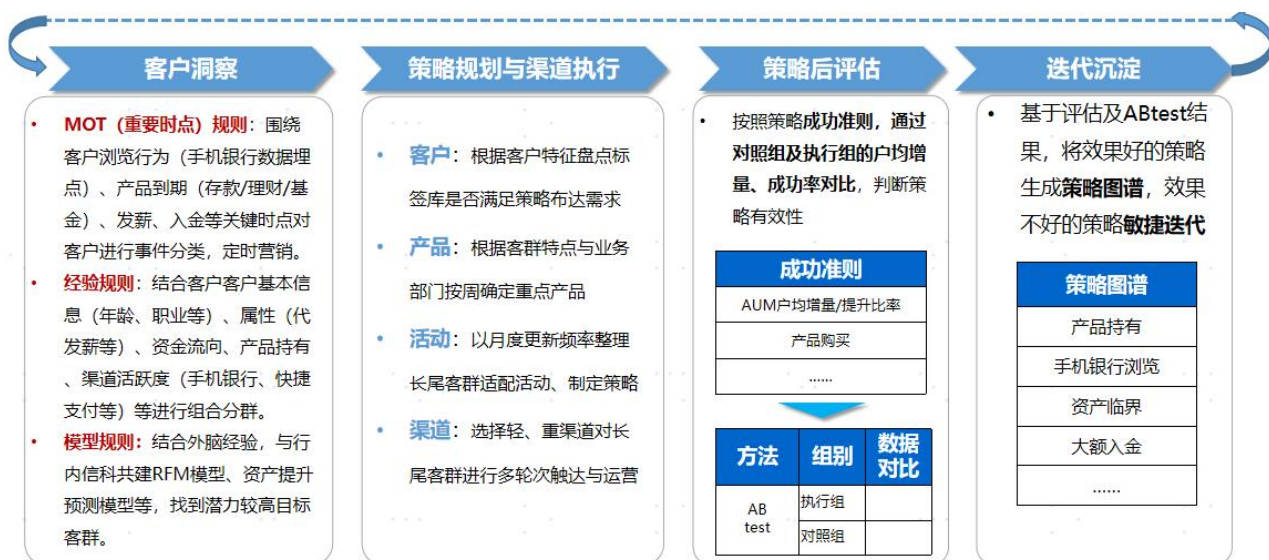 客户洞察
• MOT（重要时点）规则：围绕
客户浏览行为（手机银行数据埋
点）、产品到期（存款/理财/基
金）、发薪、入金等关键时点对
客户进行事件分类，定时营销。
• 经验规则：结合客户客户基本信
息（年龄、职业等）、属性（代
发薪等）、资金流向、产品持有
、渠道活跃度（手机银行、快捷
支付等）等进行组合分群。
• 模型规则：结合外脑经验，与行
内信科共建RFM模型、资产提升
预测模型等，找到潜力较高目标
客群。
策略规划与渠道执行
• 客户：根据客户特征盘点标
签库是否满足策略布达需求
• 产品：根据客群特点与业务
部门按周确定重点产品
• 活动：以月度更新频率整理
长尾客群适配活动、制定策略
• 渠道：选择轻、重渠道对长
尾客群进行多轮次触达与运营
策略后评估
• 按照策略成功准则，通过
对照组及执行组的户均增
量、成功率对比，判断策
略有效性
成功准则
AUM户均增量/提升比率
产品购买
......
方法 组别 数据
对比
AB
test
执行组
对照组
迭代沉淀
• 基于评估及ABtest结
果，将效果好的策略
生成策略图谱，效果
不好的策略敏捷迭代
策略图谱
产品持有
手机银行浏览
资产临界
大额入金
......